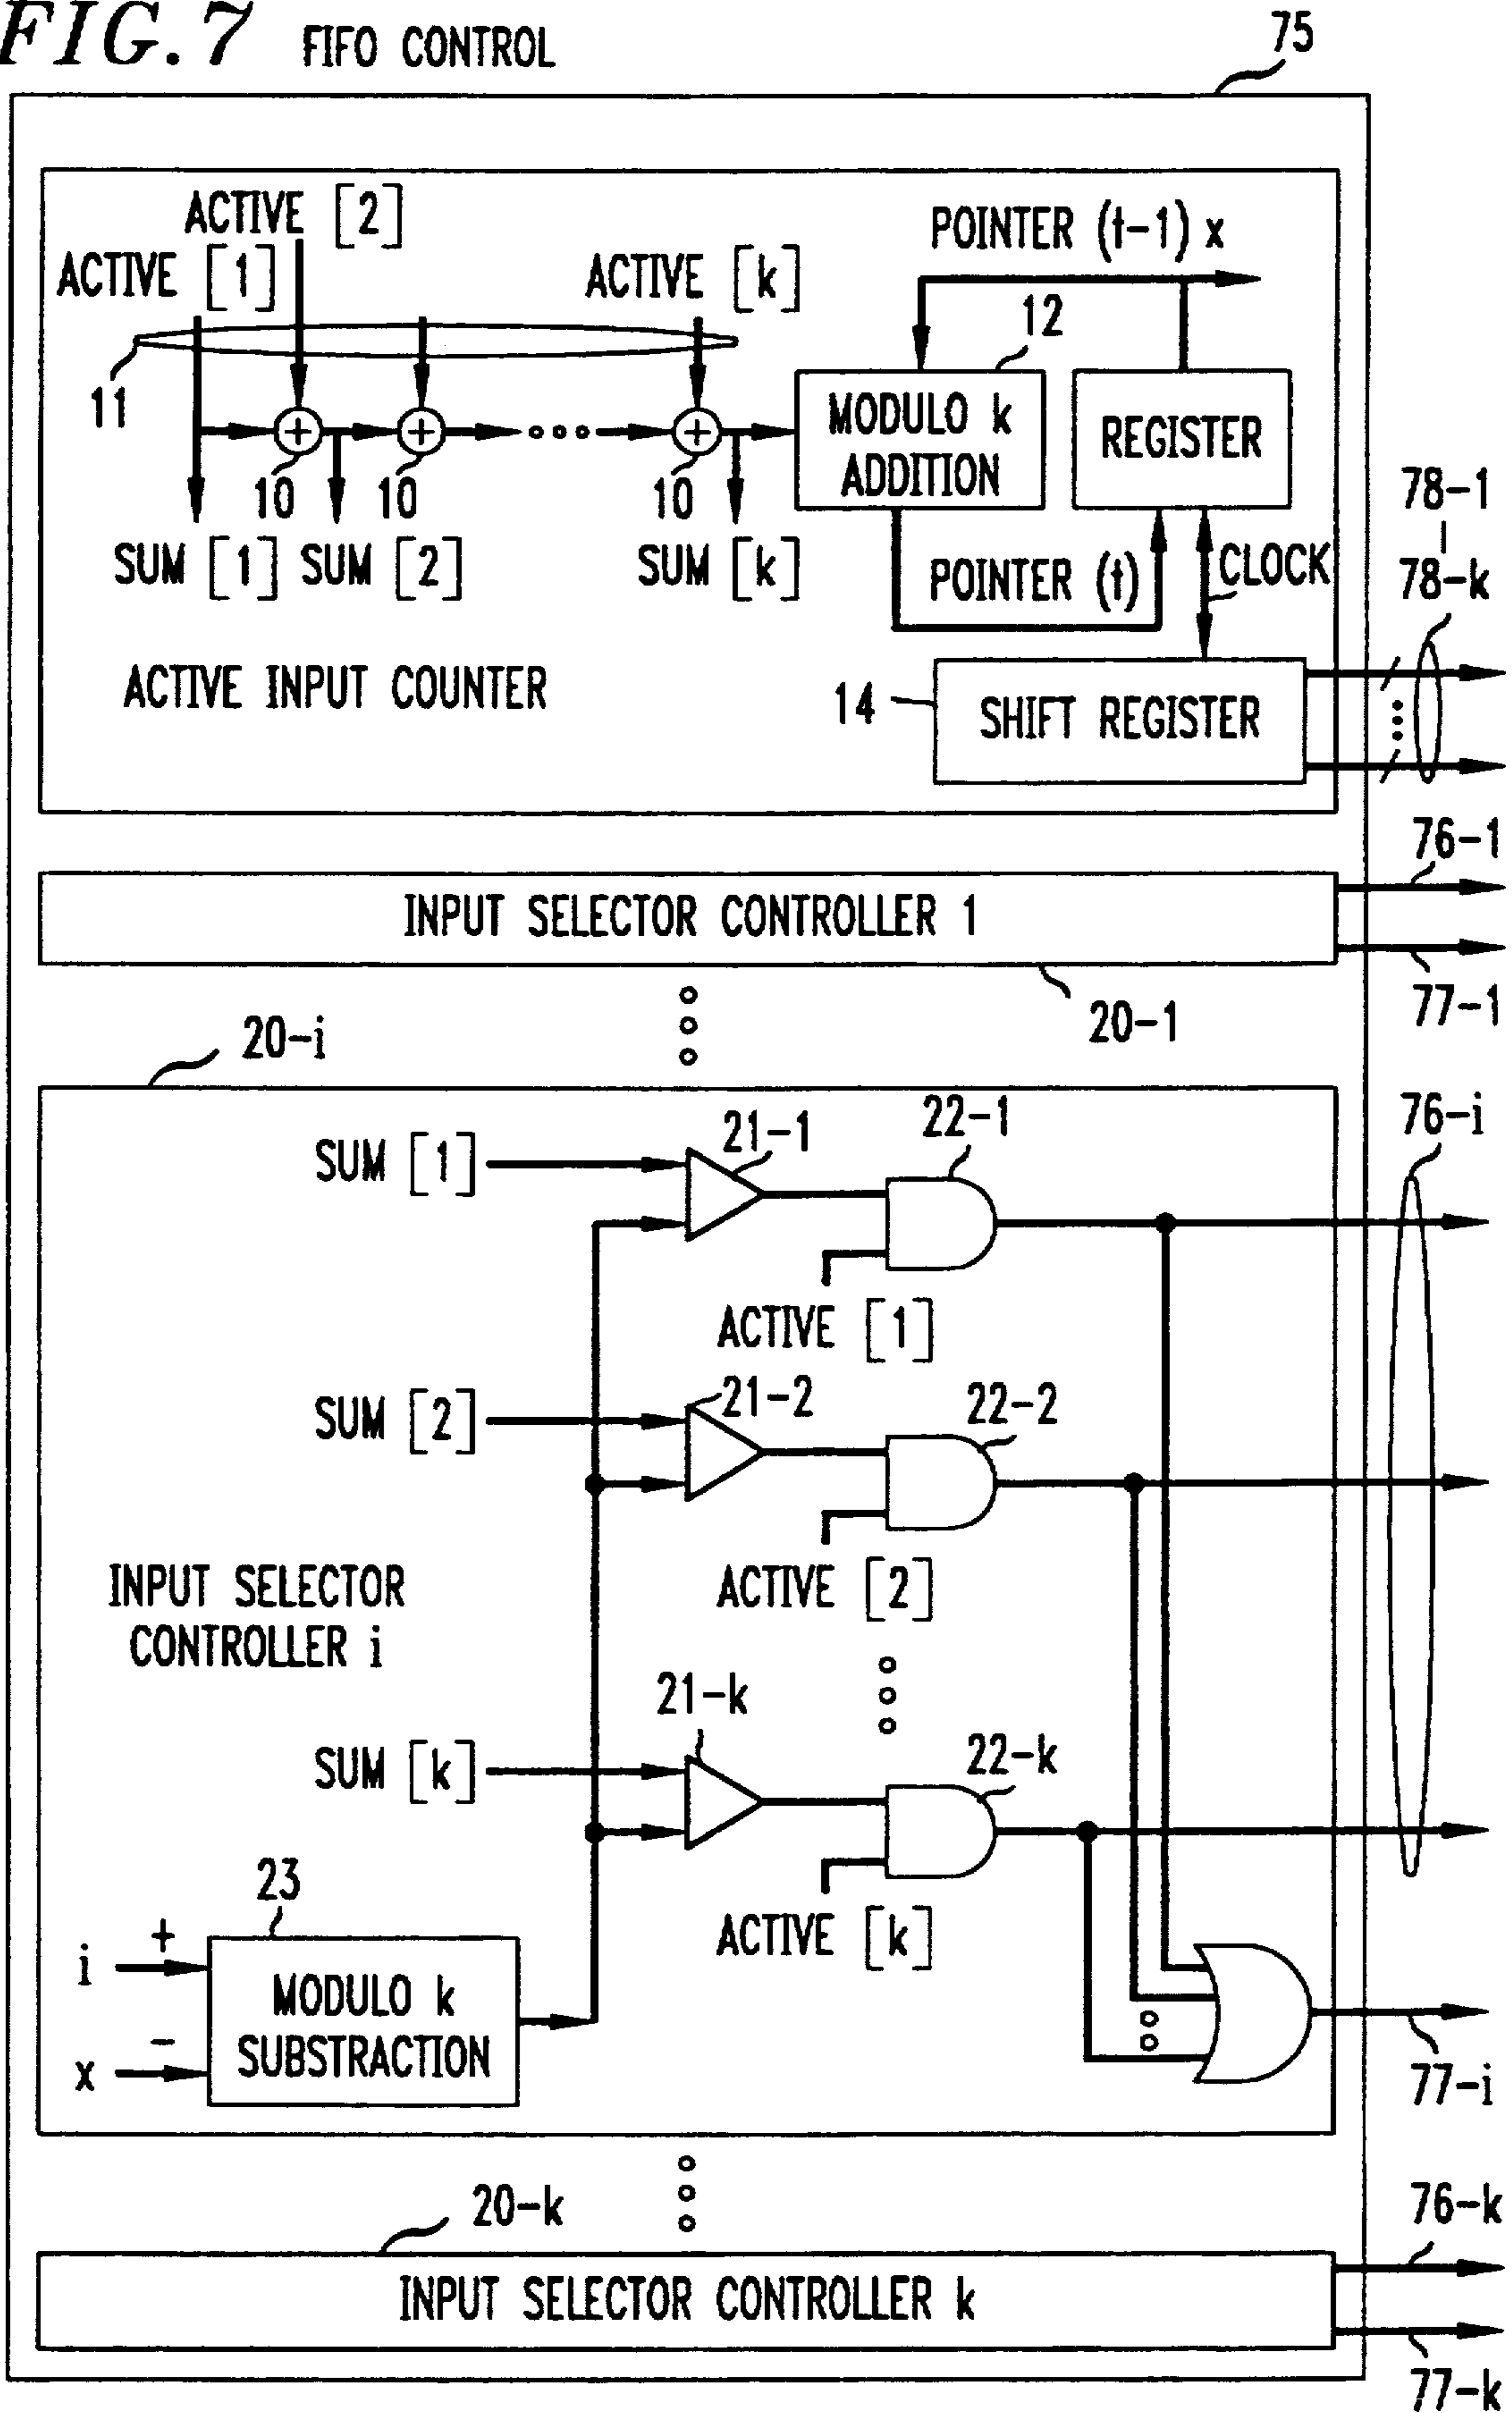 FIG. 7 FIFO CONTROL
75
ACTIVE [2]
POINTER (t-1) x
ACTIVE [1]
ACTIVE [k]
12
11
MODULO k
ADDITION
REGISTER
10
10
10
78-1
78-k
SUM [1]
SUM [2]
SUM [k]
POINTER (t)
CLOCK
ACTIVE INPUT COUNTER
14
SHIFT REGISTER
76-1
INPUT SELECTOR CONTROLLER 1
77-1
20-1
20-i
76-i
SUM [1]
21-1
22-1
ACTIVE [1]
SUM [2]
21-2
22-2
ACTIVE [2]
INPUT SELECTOR
CONTROLLER i
21-k
SUM [k]
22-k
ACTIVE [k]
23
i
+
MODULO k
SUBSTRACTION
x
-
77-i
20-k
76-k
INPUT SELECTOR CONTROLLER k
77-k